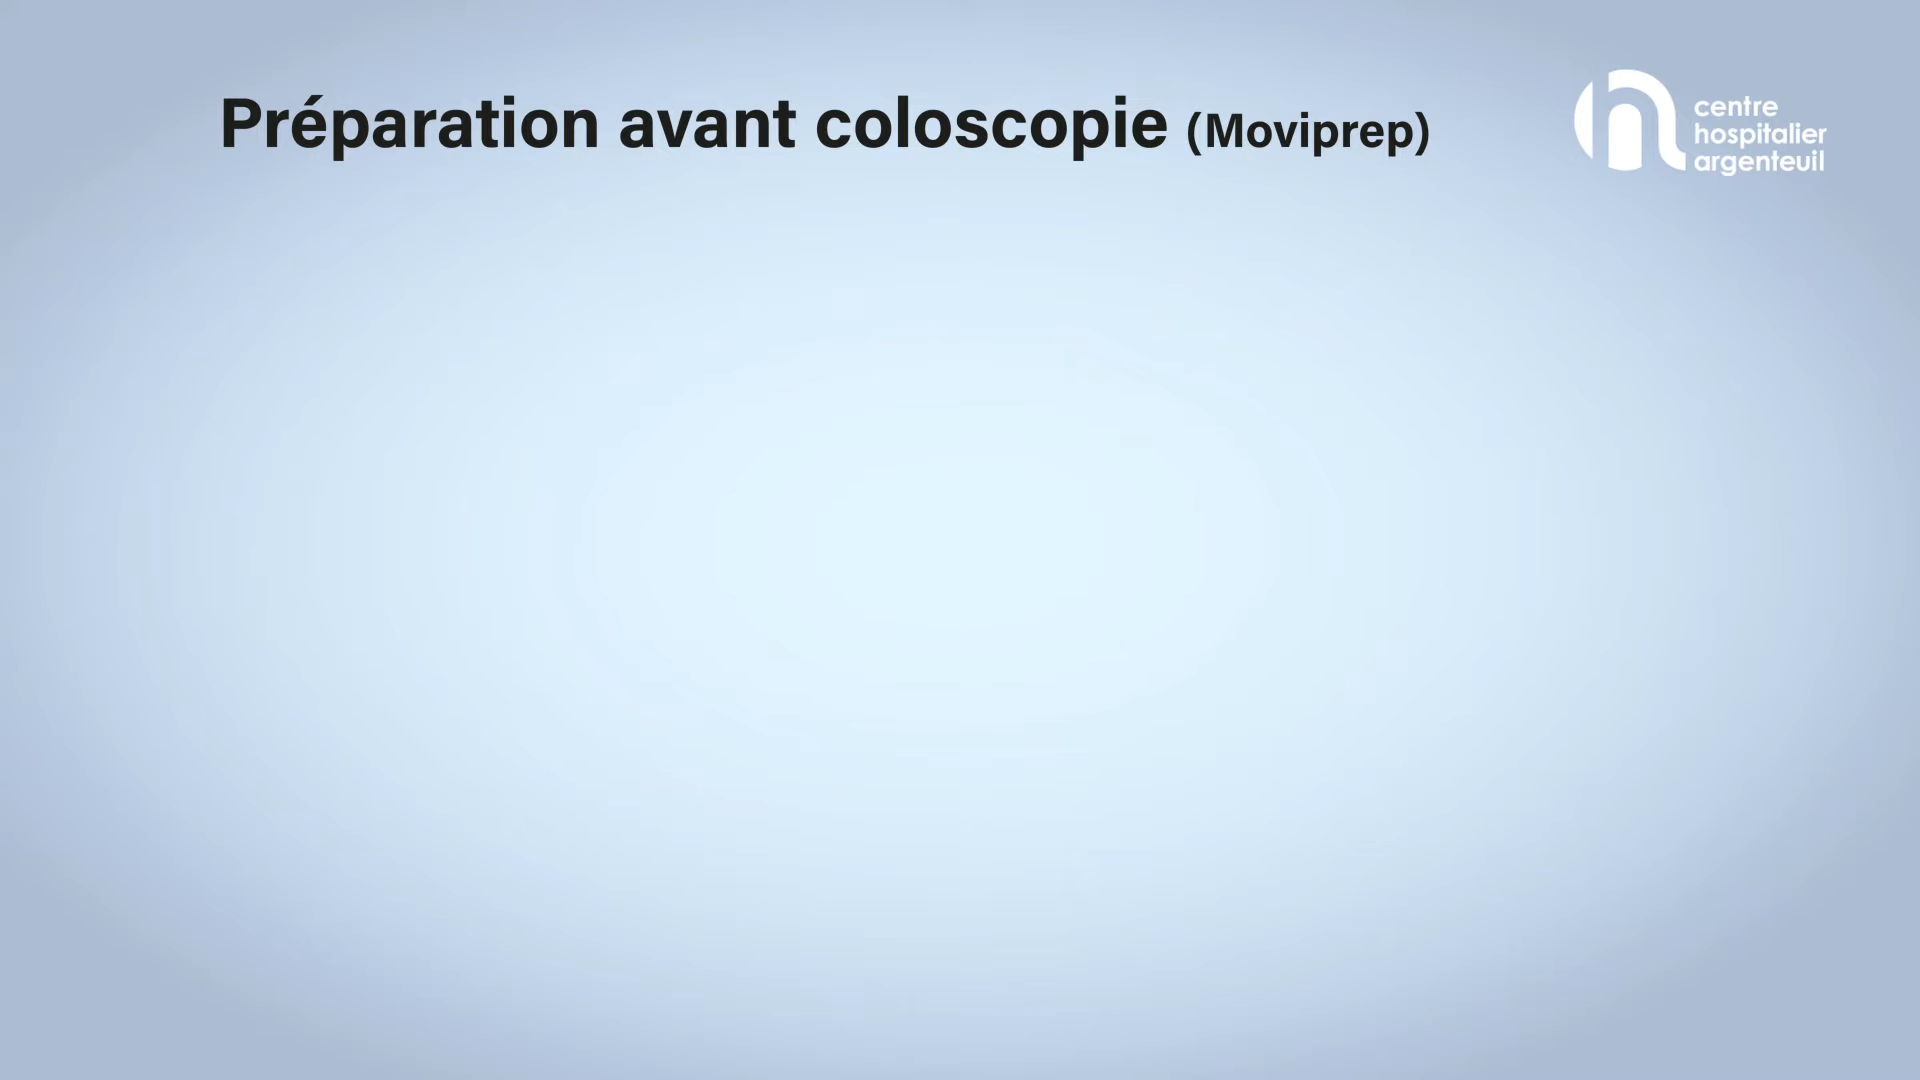 Préparation avant coloscopie (Moviprep)
centre
hospitalier
argenteuil